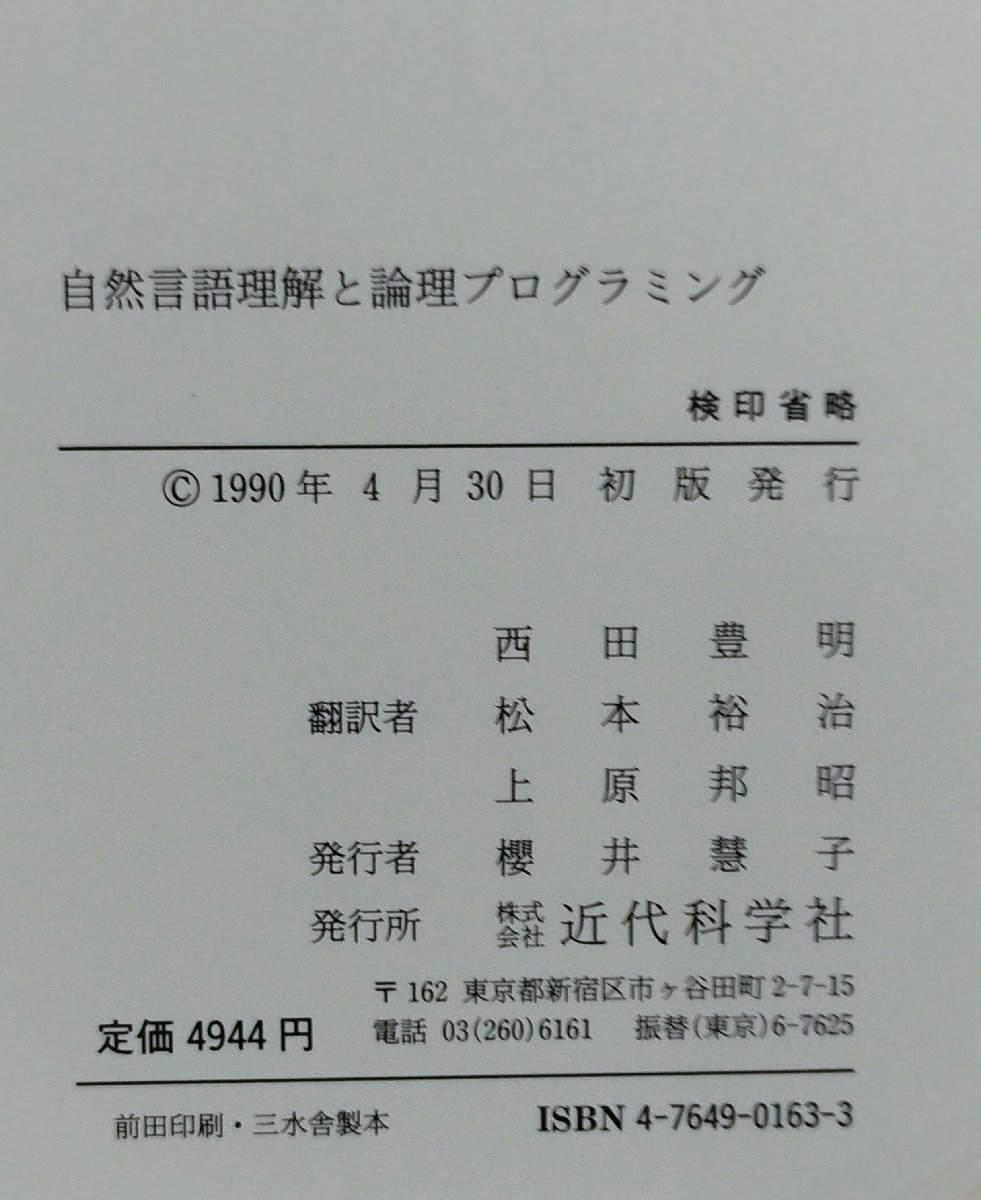 自然言語理解と論理プログラミング
検印省略
© 1990年 4 月 30 日 初版発行
西田豊明
翻訳者 松本裕治
上原邦昭
発行者 櫻井慧子
発行所 株式会社 近代科学社
〒162 東京都新宿区市ヶ谷田町2-7-15
電話 03(260)6161 振替(東京)6-7625
定価 4944 円
前田印刷・三水舎製本
ISBN 4-7649-0163-3